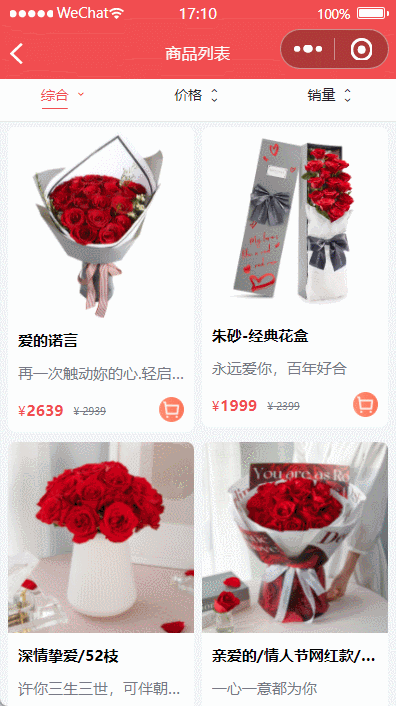 WeChat 17:10 100%
商品列表
综合 价格 销量
爱的诺言
再一次触动妳的心.轻启...
¥2639 ¥2939
朱砂-经典花盒
永远爱你，百年好合
¥1999 ¥2399
You are as Ro
深情挚爱/52枝
许你三生三世，可伴朝...
亲爱的/情人节网红款/...
一心一意都为你